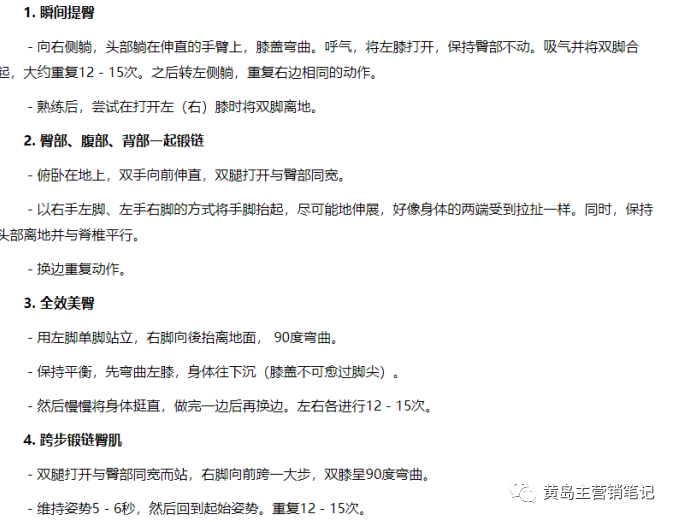 1. 瞬间提臀
- 向右侧躺，头部躺在伸直的手臂上，膝盖弯曲。呼气，将左膝打开，保持臀部不动。吸气并将双脚合
起，大约重复12 - 15次。之后转左侧躺，重复右边相同的动作。
- 熟练后，尝试在打开左（右）膝时将双脚离地。
2. 臀部、腹部、背部一起锻链
- 俯卧在地上，双手向前伸直，双腿打开与臀部同宽。
- 以右手左脚、左手右脚的方式将手脚抬起，尽可能地伸展，好像身体的两端受到拉扯一样。同时，保持
头部离地并与脊椎平行。
- 换边重复动作。
3. 全效美臀
- 用左脚单脚站立，右脚向後抬离地面， 90度弯曲。
- 保持平衡，先弯曲左膝，身体往下沉（膝盖不可愈过脚尖）。
- 然后慢慢将身体挺直，做完一边后再换边。左右各进行12 - 15次。
4. 跨步锻链臀肌
- 双腿打开与臀部同宽而站，右脚向前跨一大步，双膝呈90度弯曲。
- 维持姿势5 - 6秒，然后回到起始姿势。重复12 - 15次。
黄岛主营销笔记